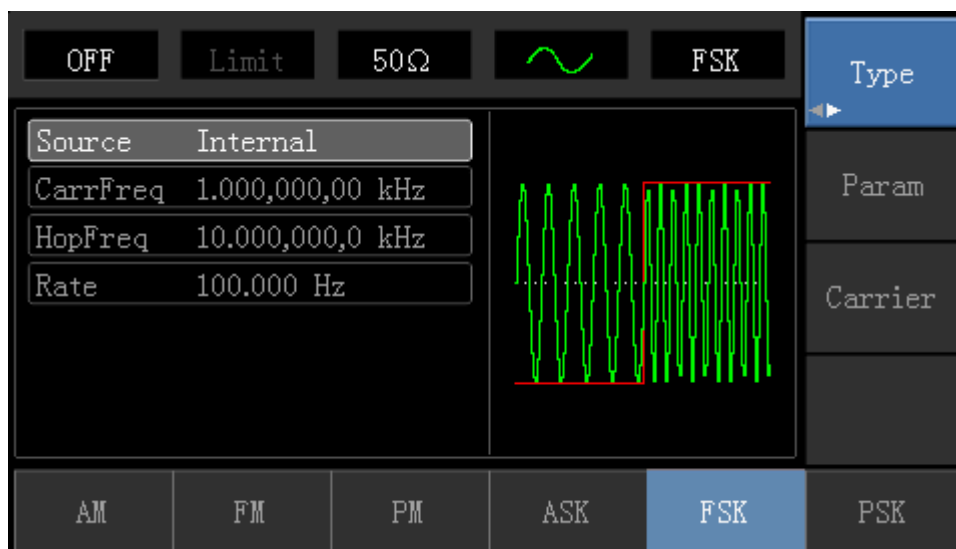 OFF Limit 50Ω FSK
Type
Source Internal
CarrFreq 1.000,000,00 kHz
HopFreq 10.000,000,0 kHz
Rate 100.000 Hz
Param
Carrier
AM FM PM ASK FSK PSK